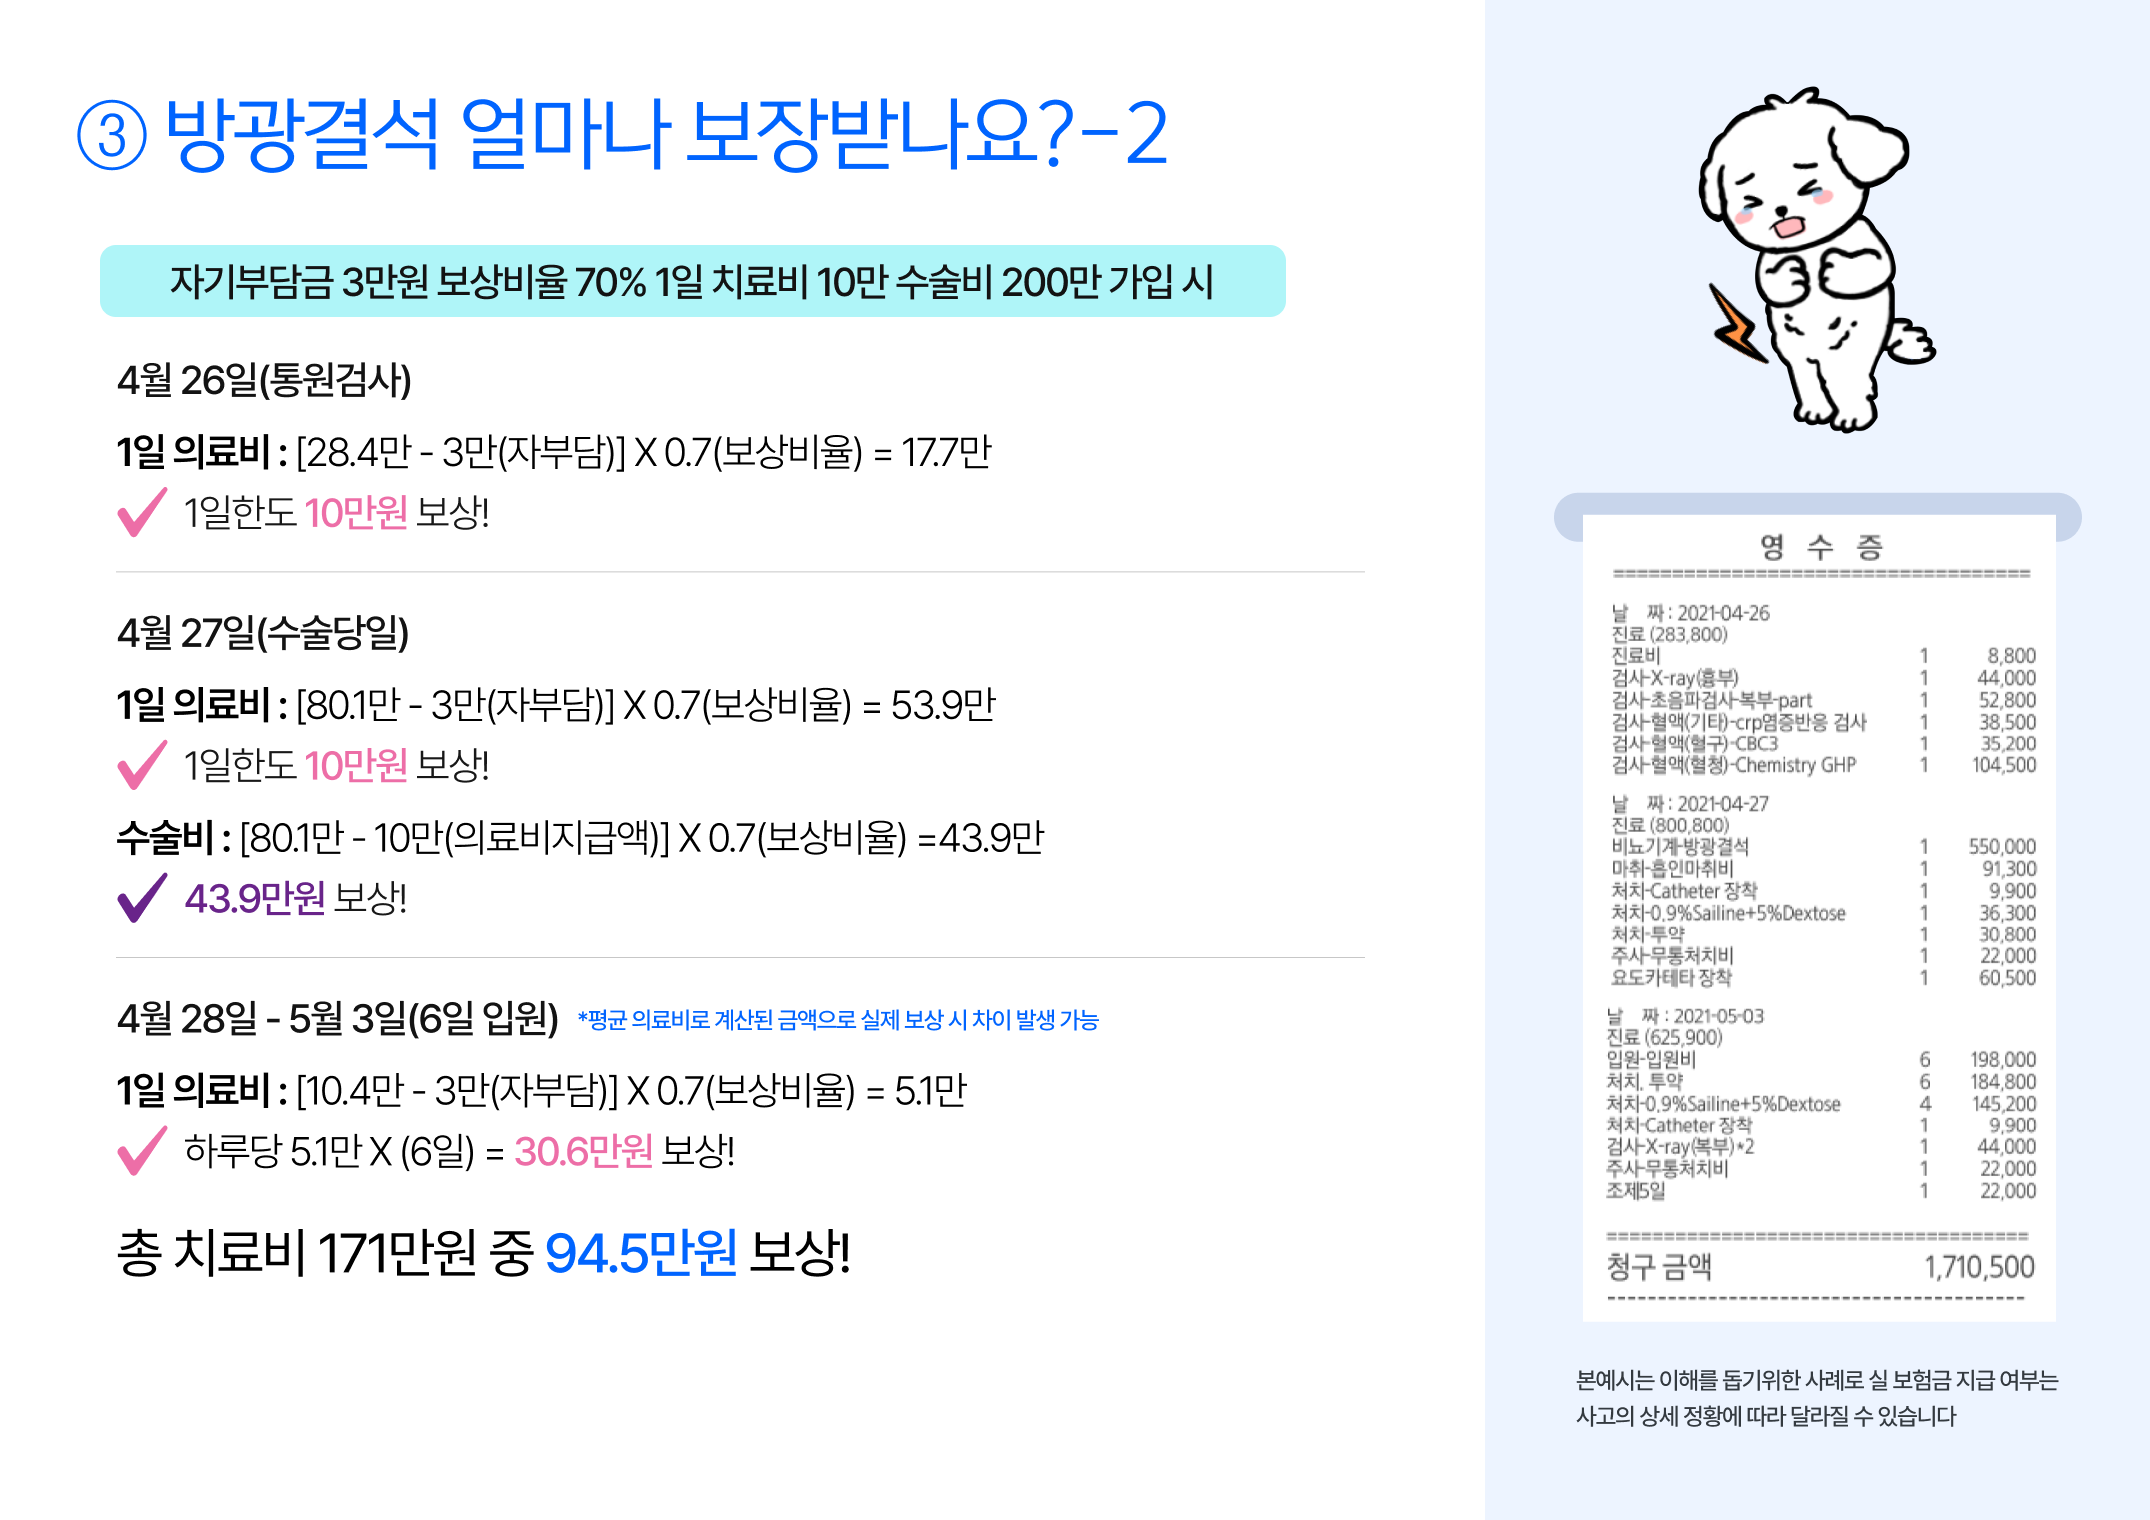 ③ 방광결석 얼마나 보장받나요?-2
자기부담금 3만원 보상비율 70% 1일 치료비 10만 수술비 200만 가입 시
4월 26일(통원검사)
1일 의료비 : [28.4만 - 3만(자부담)] X 0.7(보상비율) = 17.7만
1일한도 10만원 보상!
4월 27일(수술당일)
1일 의료비 : [80.1만 - 3만(자부담)] X 0.7(보상비율) = 53.9만
1일한도 10만원 보상!
수술비 : [80.1만 - 10만(의료비지급액)] X 0.7(보상비율) =43.9만
43.9만원 보상!
4월 28일 - 5월 3일(6일 입원) *평균 의료비로 계산된 금액으로 실제 보상 시 차이 발생 가능
1일 의료비 : [10.4만 - 3만(자부담)] X 0.7(보상비율) = 5.1만
하루당 5.1만 X (6일) = 30.6만원 보상!
총 치료비 171만원 중 94.5만원 보상!
영 수 증
====================================
날 짜 : 2021-04-26
진료 (283,800)
진료비 1 8,800
검사-X-ray(흉부) 1 44,000
검사-초음파검사-복부-part 1 52,800
검사-혈액(기타)-crp염증반응 검사 1 38,500
검사-혈액(혈구)-CBC3 1 35,200
검사-혈액(혈청)-Chemistry GHP 1 104,500
날 짜 : 2021-04-27
진료 (800,800)
비뇨기계-방광결석 1 550,000
마취-흡인마취비 1 91,300
처치-Catheter 장착 1 9,900
처치-0.9%Sailine+5%Dextose 1 36,300
처치-투약 1 30,800
주사-무통처치비 1 22,000
요도카테타 장착 1 60,500
날 짜 : 2021-05-03
진료 (625,900)
입원-입원비 6 198,000
처치. 투약 6 184,800
처치-0.9%Sailine+5%Dextose 4 145,200
처치-Catheter 장착 1 9,900
검사-X-ray(복부)*2 1 44,000
주사-무통처치비 1 22,000
조제5일 1 22,000
====================================
청구 금액 1,710,500
----------------------------------------
본예시는 이해를 돕기위한 사례로 실 보험금 지급 여부는
사고의 상세 정황에 따라 달라질 수 있습니다